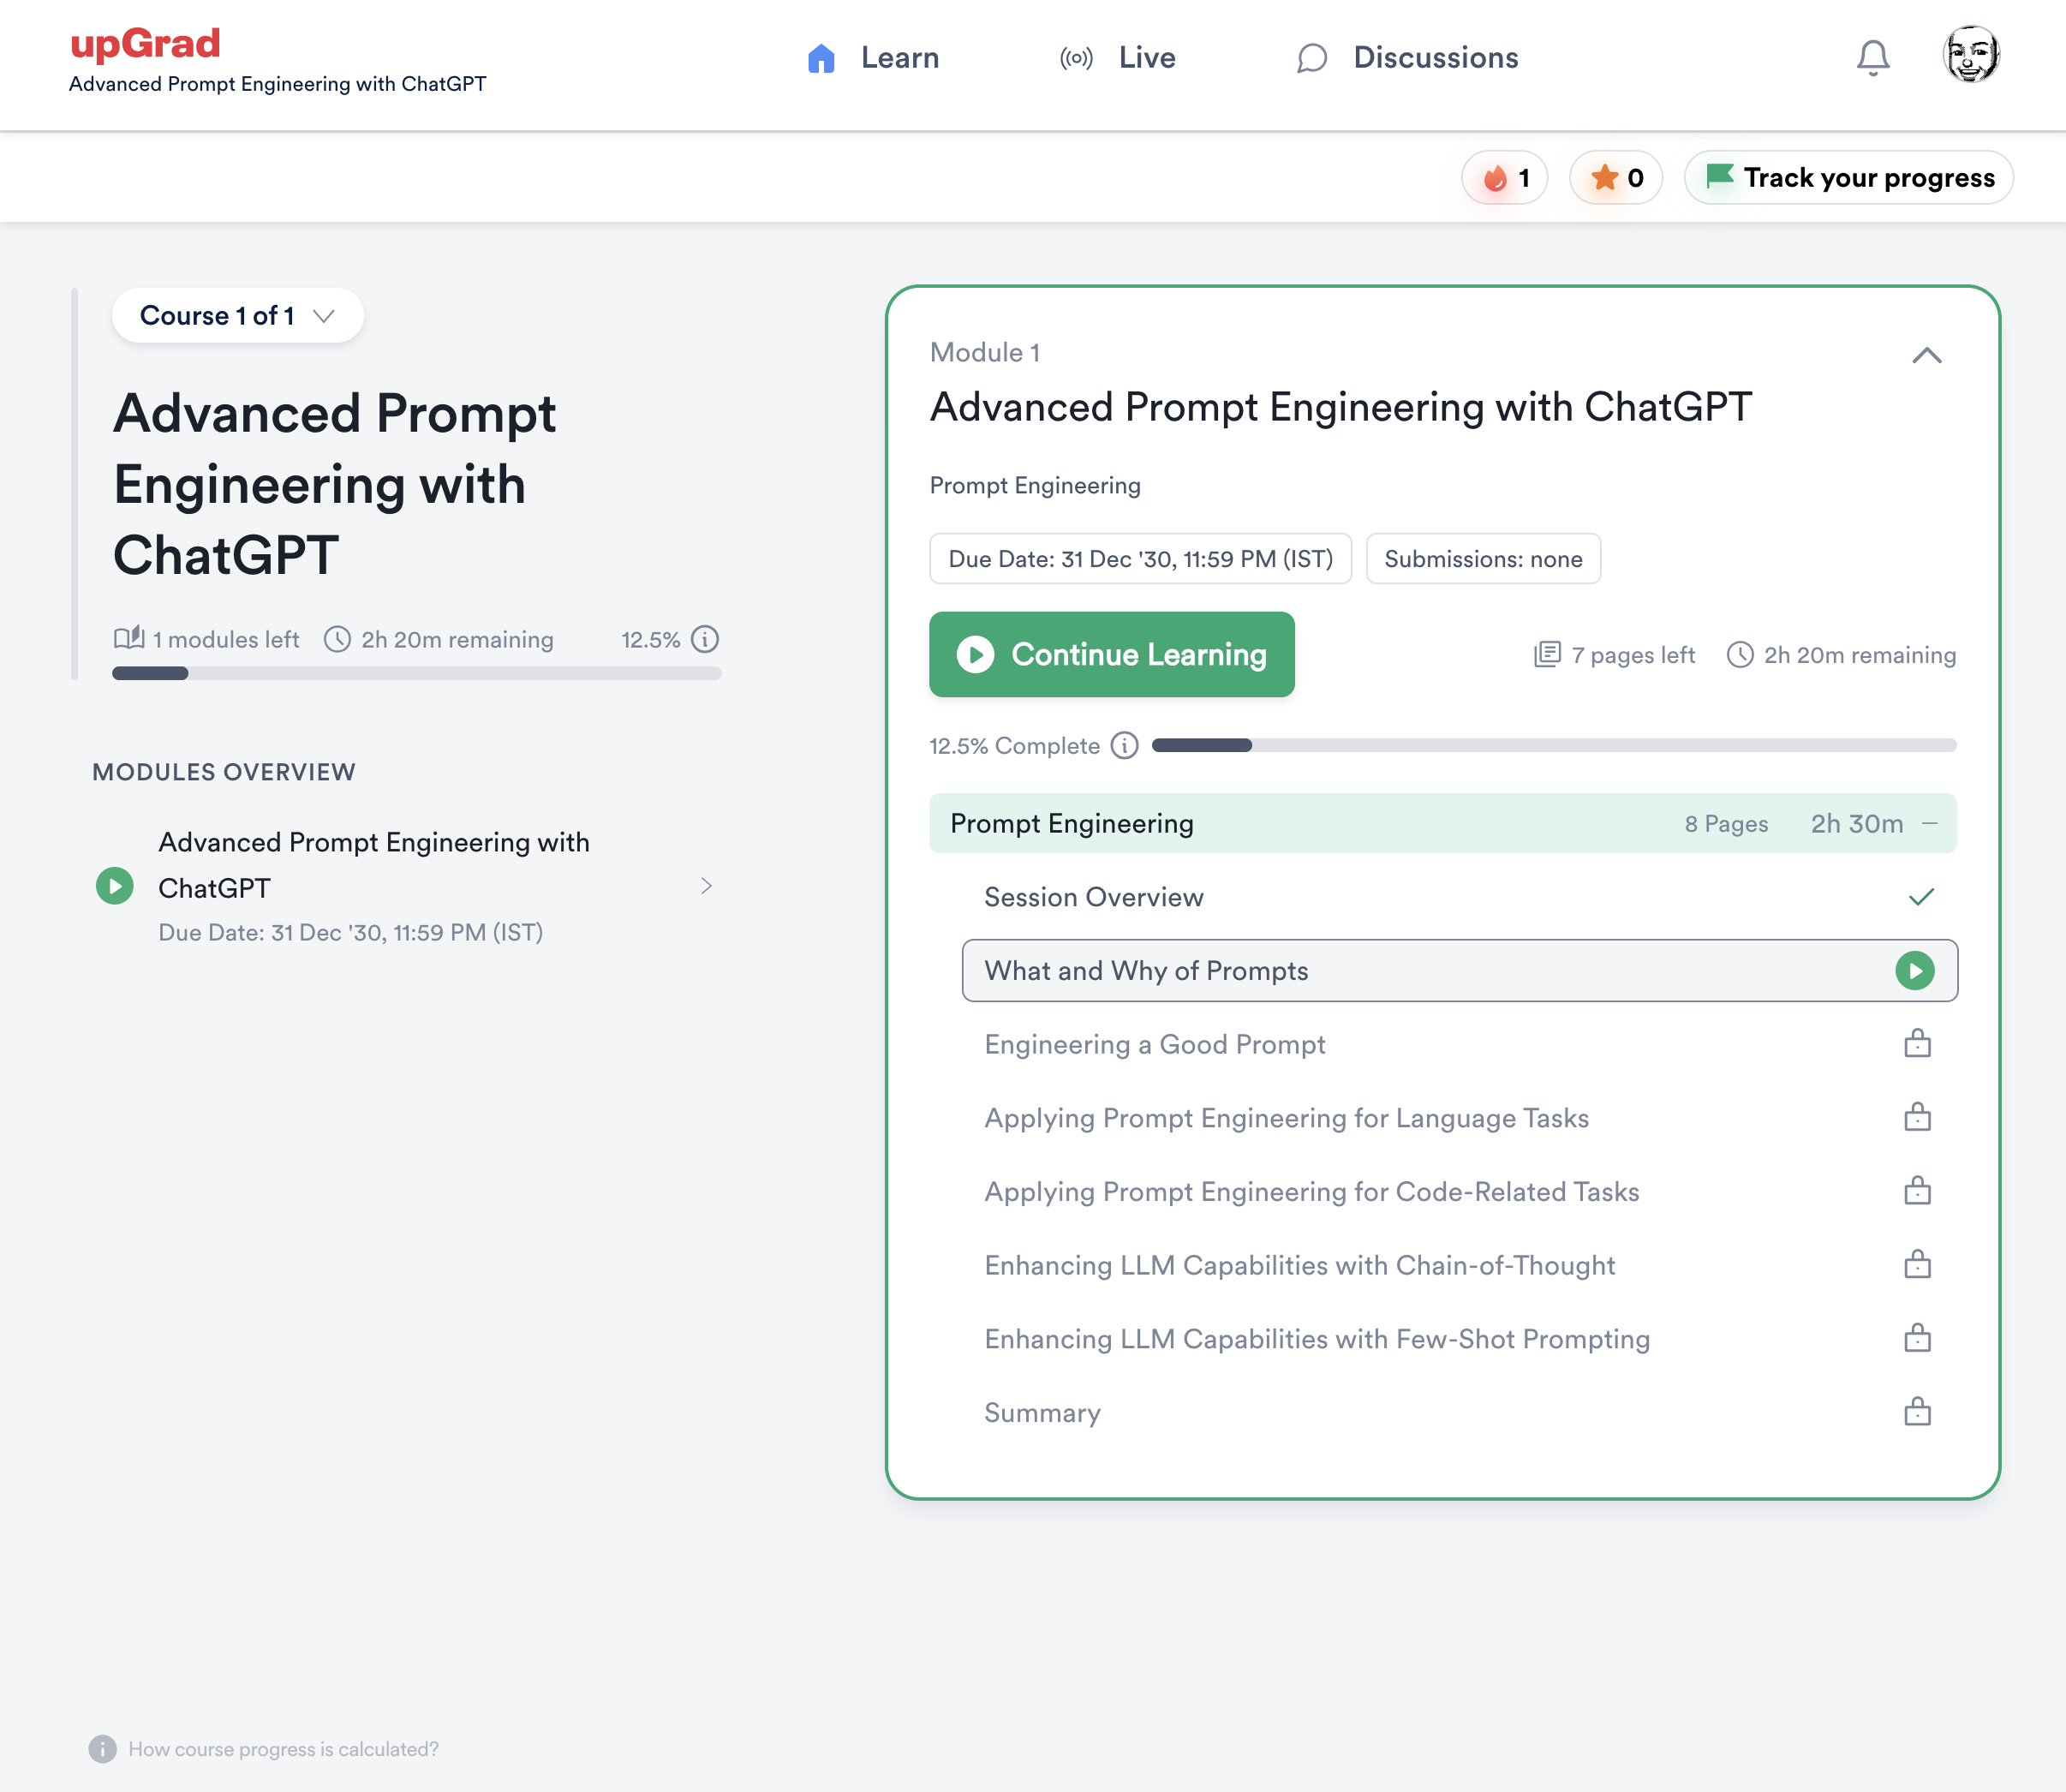 upGrad
Advanced Prompt Engineering with ChatGPT
Learn
Live
Discussions
1
0
Track your progress
Course 1 of 1
Advanced Prompt
Engineering with
ChatGPT
1 modules left
2h 20m remaining
12.5%
MODULES OVERVIEW
Advanced Prompt Engineering with
ChatGPT
Due Date: 31 Dec '30, 11:59 PM (IST)
Module 1
Advanced Prompt Engineering with ChatGPT
Prompt Engineering
Due Date: 31 Dec '30, 11:59 PM (IST)
Submissions: none
Continue Learning
7 pages left
2h 20m remaining
12.5% Complete
Prompt Engineering
8 Pages
2h 30m
Session Overview
What and Why of Prompts
Engineering a Good Prompt
Applying Prompt Engineering for Language Tasks
Applying Prompt Engineering for Code-Related Tasks
Enhancing LLM Capabilities with Chain-of-Thought
Enhancing LLM Capabilities with Few-Shot Prompting
Summary
How course progress is calculated?